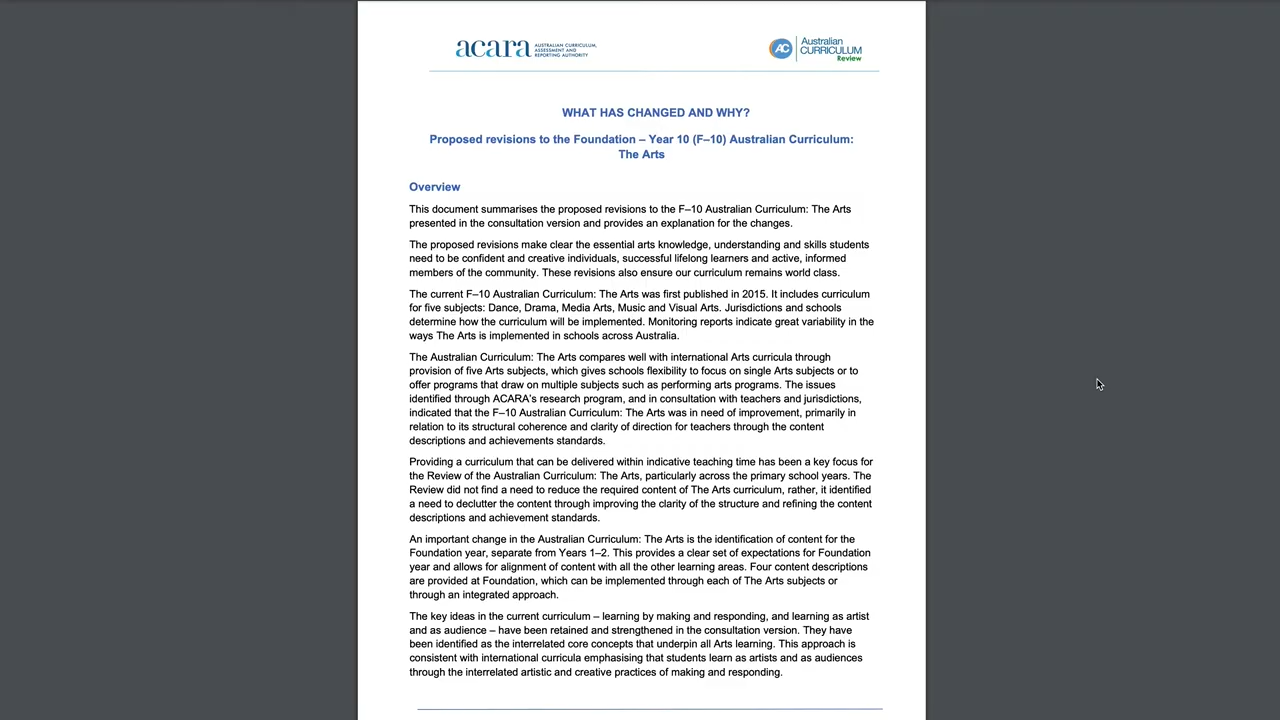 acara AUSTRALIAN CURRICULUM,
ASSESSMENT AND
REPORTING AUTHORITY
AC Australian
CURRICULUM
Review
WHAT HAS CHANGED AND WHY?
Proposed revisions to the Foundation – Year 10 (F–10) Australian Curriculum:
The Arts
Overview
This document summarises the proposed revisions to the F–10 Australian Curriculum: The Arts
presented in the consultation version and provides an explanation for the changes.
The proposed revisions make clear the essential arts knowledge, understanding and skills students
need to be confident and creative individuals, successful lifelong learners and active, informed
members of the community. These revisions also ensure our curriculum remains world class.
The current F–10 Australian Curriculum: The Arts was first published in 2015. It includes curriculum
for five subjects: Dance, Drama, Media Arts, Music and Visual Arts. Jurisdictions and schools
determine how the curriculum will be implemented. Monitoring reports indicate great variability in the
ways The Arts is implemented in schools across Australia.
The Australian Curriculum: The Arts compares well with international Arts curricula through
provision of five Arts subjects, which gives schools flexibility to focus on single Arts subjects or to
offer programs that draw on multiple subjects such as performing arts programs. The issues
identified through ACARA's research program, and in consultation with teachers and jurisdictions,
indicated that the F–10 Australian Curriculum: The Arts was in need of improvement, primarily in
relation to its structural coherence and clarity of direction for teachers through the content
descriptions and achievements standards.
Providing a curriculum that can be delivered within indicative teaching time has been a key focus for
the Review of the Australian Curriculum: The Arts, particularly across the primary school years. The
Review did not find a need to reduce the required content of The Arts curriculum, rather, it identified
a need to declutter the content through improving the clarity of the structure and refining the content
descriptions and achievement standards.
An important change in the Australian Curriculum: The Arts is the identification of content for the
Foundation year, separate from Years 1–2. This provides a clear set of expectations for Foundation
year and allows for alignment of content with all the other learning areas. Four content descriptions
are provided at Foundation, which can be implemented through each of The Arts subjects or
through an integrated approach.
The key ideas in the current curriculum – learning by making and responding, and learning as artist
and as audience – have been retained and strengthened in the consultation version. They have
been identified as the interrelated core concepts that underpin all Arts learning. This approach is
consistent with international curricula emphasising that students learn as artists and as audiences
through the interrelated artistic and creative practices of making and responding.